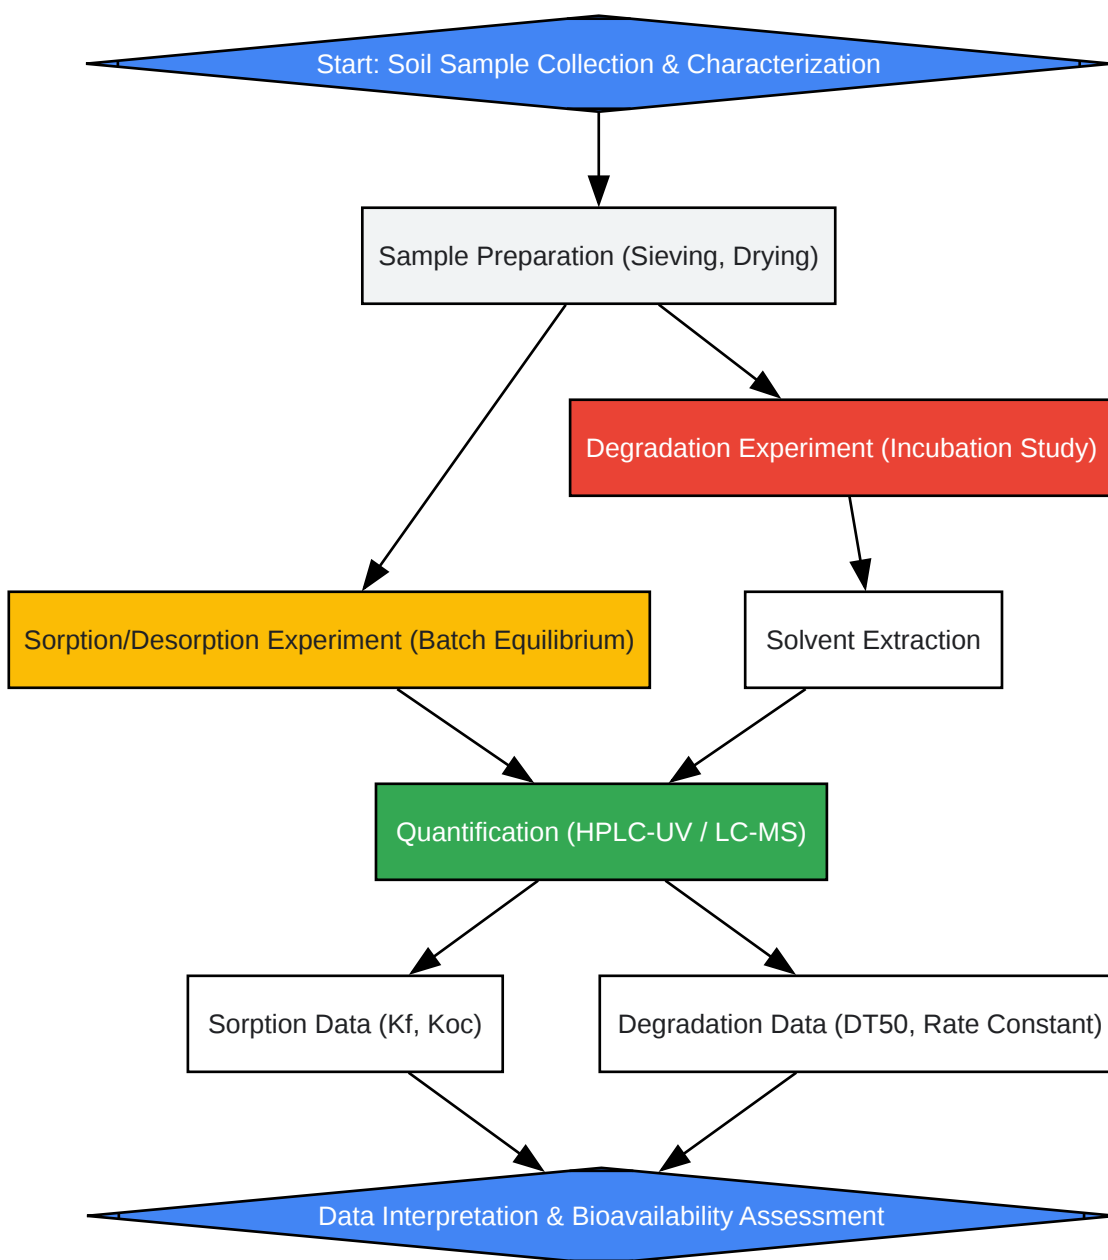 Start: Soil Sample Collection & Characterization
Sample Preparation (Sieving, Drying)
Degradation Experiment (Incubation Study)
Sorption/Desorption Experiment (Batch Equilibrium)
Solvent Extraction
Quantification (HPLC-UV / LC-MS)
Sorption Data (Kf, Koc)
Degradation Data (DT50, Rate Constant)
Data Interpretation & Bioavailability Assessment